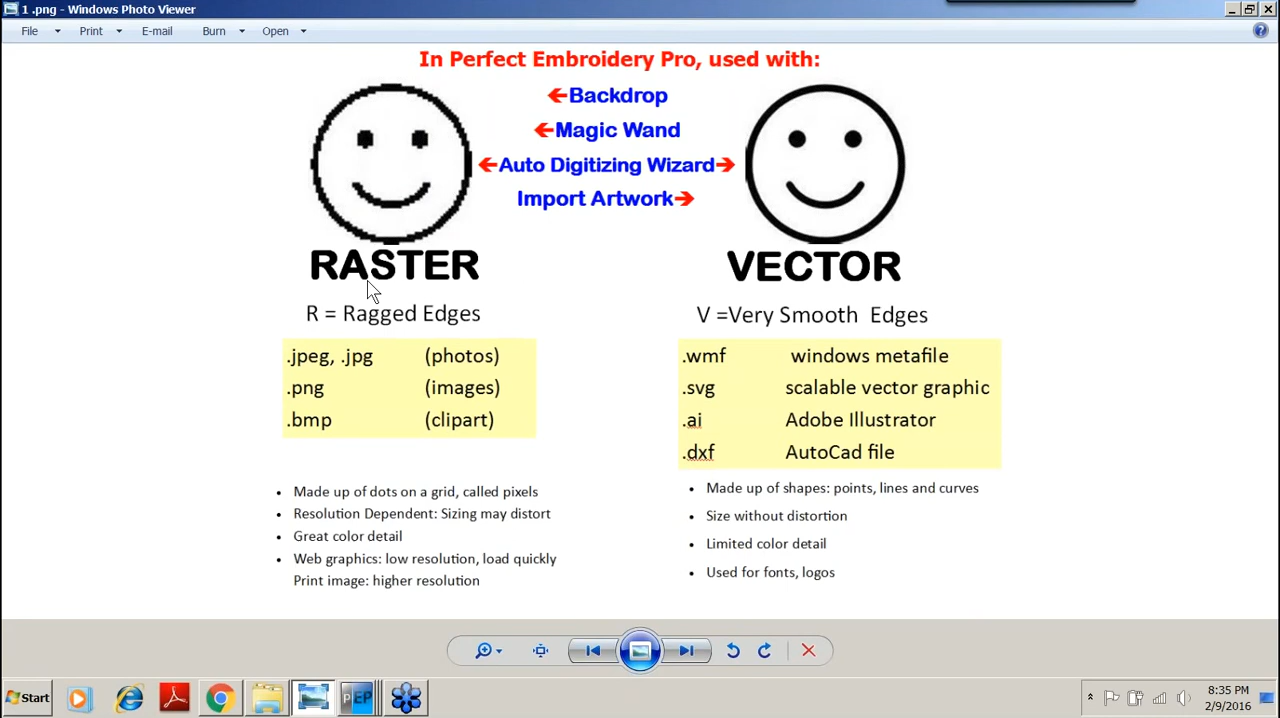 1 .png - Windows Photo Viewer
File Print E-mail Burn Open
In Perfect Embroidery Pro, used with:
Backdrop
Magic Wand
Auto Digitizing Wizard
Import Artwork
RASTER
R = Ragged Edges
.jpeg, .jpg (photos)
.png (images)
.bmp (clipart)
Made up of dots on a grid, called pixels
Resolution Dependent: Sizing may distort
Great color detail
Web graphics: low resolution, load quickly
Print image: higher resolution
VECTOR
V =Very Smooth Edges
.wmf windows metafile
.svg scalable vector graphic
.ai Adobe Illustrator
.dxf AutoCad file
Made up of shapes: points, lines and curves
Size without distortion
Limited color detail
Used for fonts, logos
Start
pEP
8:35 PM
2/9/2016